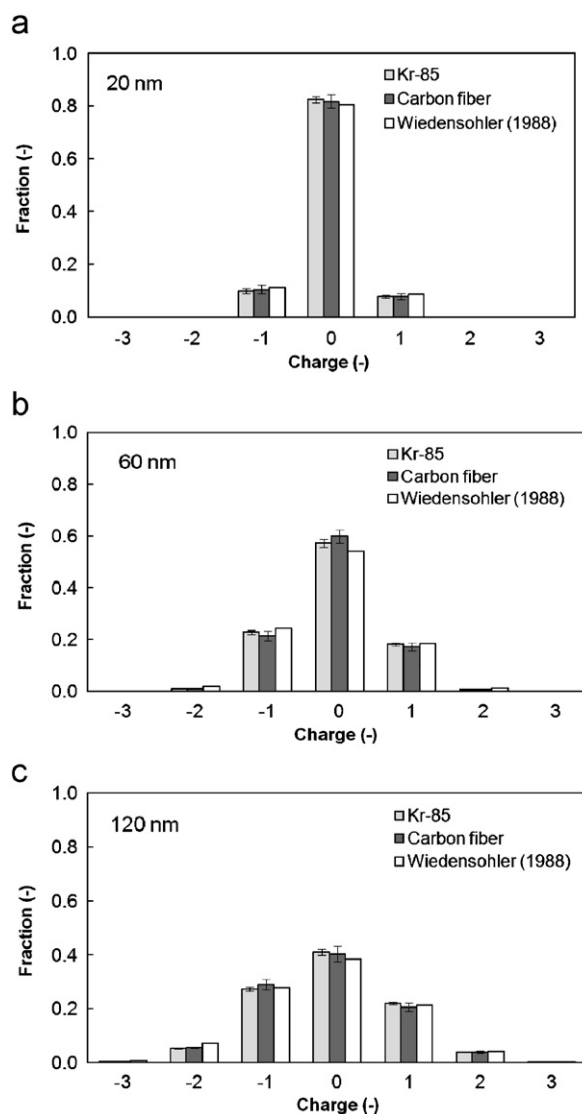 a
1.0
20 nm
Kr-85
0.8
Carbon fiber
Wiedensohler (1988)
0.6
Fraction (-)
0.4
0.2
0.0
-3 -2 -1 0 1 2 3
Charge (-)
b
1.0
60 nm
Kr-85
0.8
Carbon fiber
Wiedensohler (1988)
0.6
Fraction (-)
0.4
0.2
0.0
-3 -2 -1 0 1 2 3
Charge (-)
c
1.0
120 nm
Kr-85
0.8
Carbon fiber
Wiedensohler (1988)
0.6
Fraction (-)
0.4
0.2
0.0
-3 -2 -1 0 1 2 3
Charge (-)